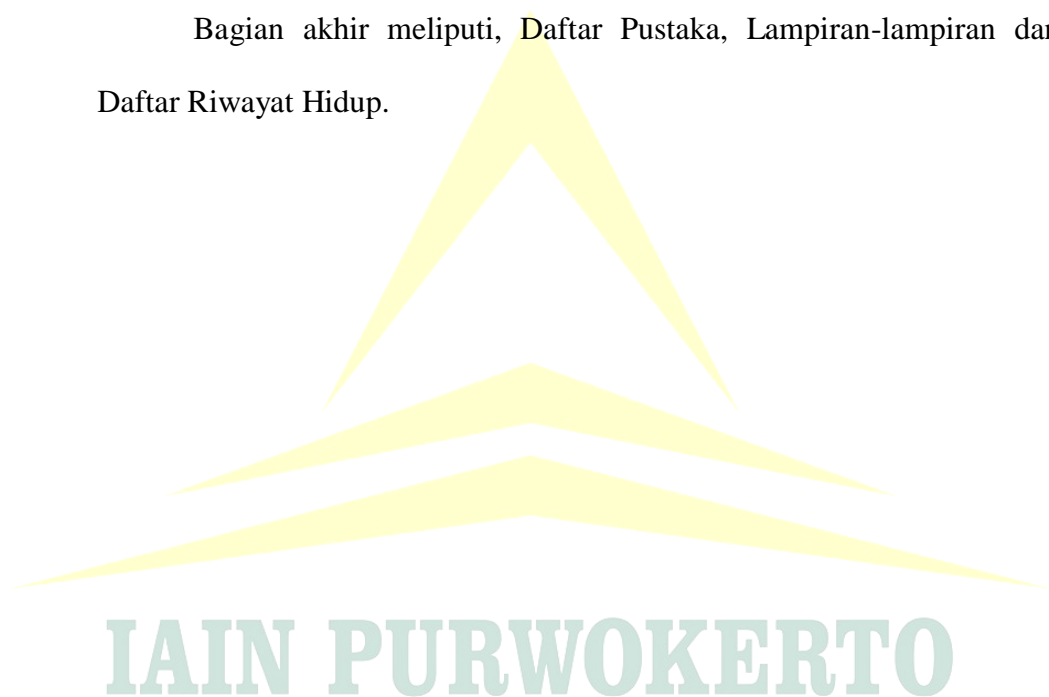 Bagian akhir meliputi, Daftar Pustaka, Lampiran-lampiran dan
Daftar Riwayat Hidup.
IAIN PURWOKERTO